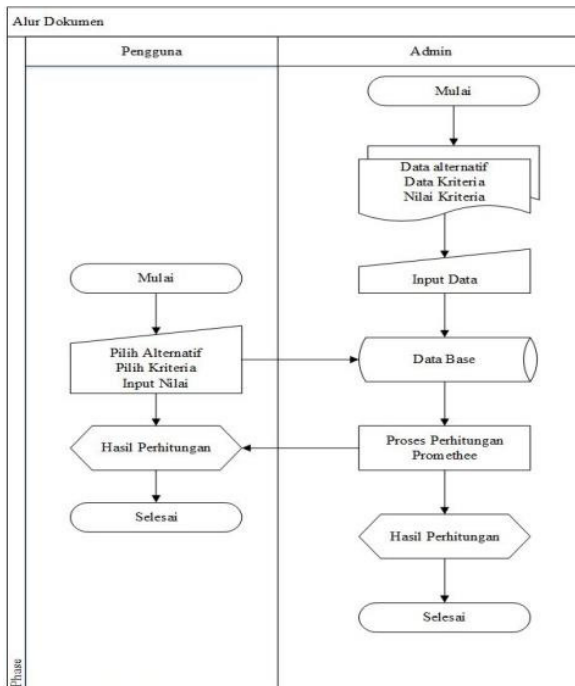 Alur Dokumen
Pengguna
Admin
Mulai
Data alternatif
Data Kriteria
Nilai Kriteria
Input Data
Mulai
Pilih Alternatif
Pilih Kriteria
Input Nilai
Data Base
Hasil Perhitungan
Proses Perhitungan
Promethee
Selesai
Hasil Perhitungan
Selesai
Phase